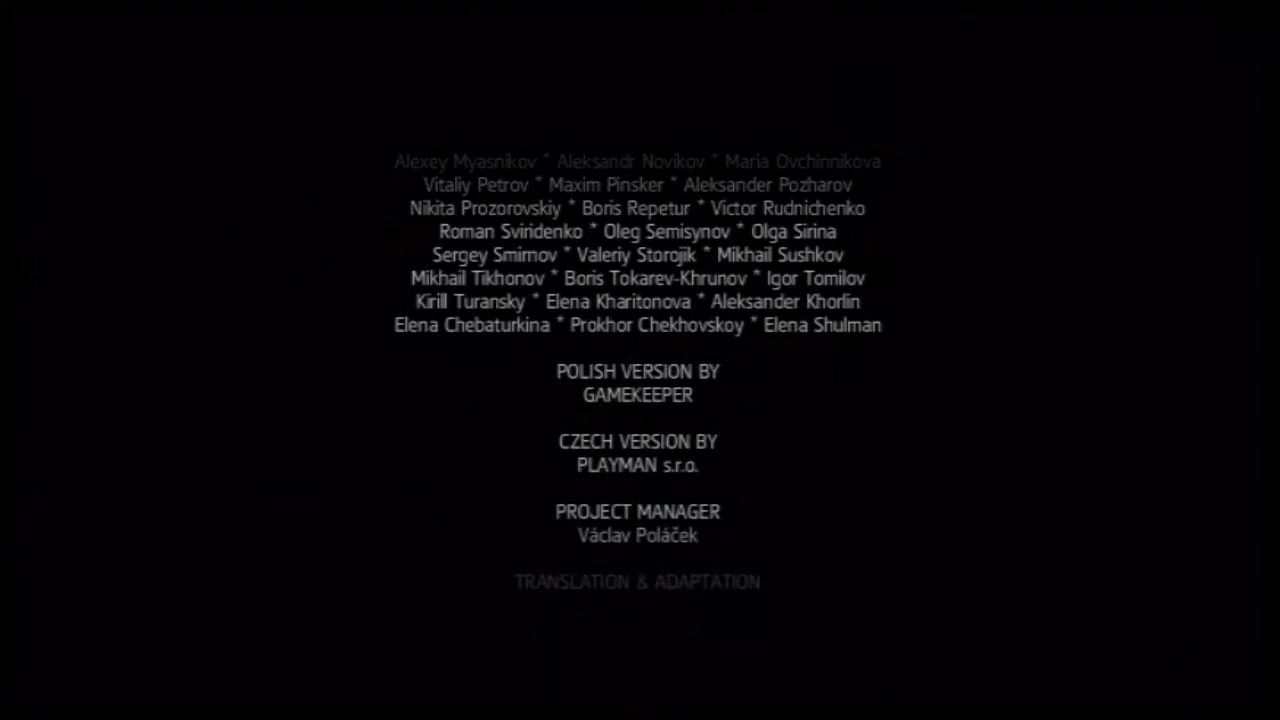 Alexey Myasnikov * Aleksandr Novikov * Maria Ovchinnikova
Vitaliy Petrov * Maxim Pinsker * Aleksander Pozharov
Nikita Prozorovskiy * Boris Repetur * Victor Rudnichenko
Roman Sviridenko * Oleg Semisynov * Olga Sirina
Sergey Smirnov * Valeriy Storojik * Mikhail Sushkov
Mikhail Tikhonov * Boris Tokarev-Khrunov * Igor Tomilov
Kirill Turansky * Elena Kharitonova * Aleksander Khorlin
Elena Chebaturkina * Prokhor Chekhovskoy * Elena Shulman
POLISH VERSION BY
GAMEKEEPER
CZECH VERSION BY
PLAYMAN s.r.o.
PROJECT MANAGER
Václav Poláček
TRANSLATION & ADAPTATION